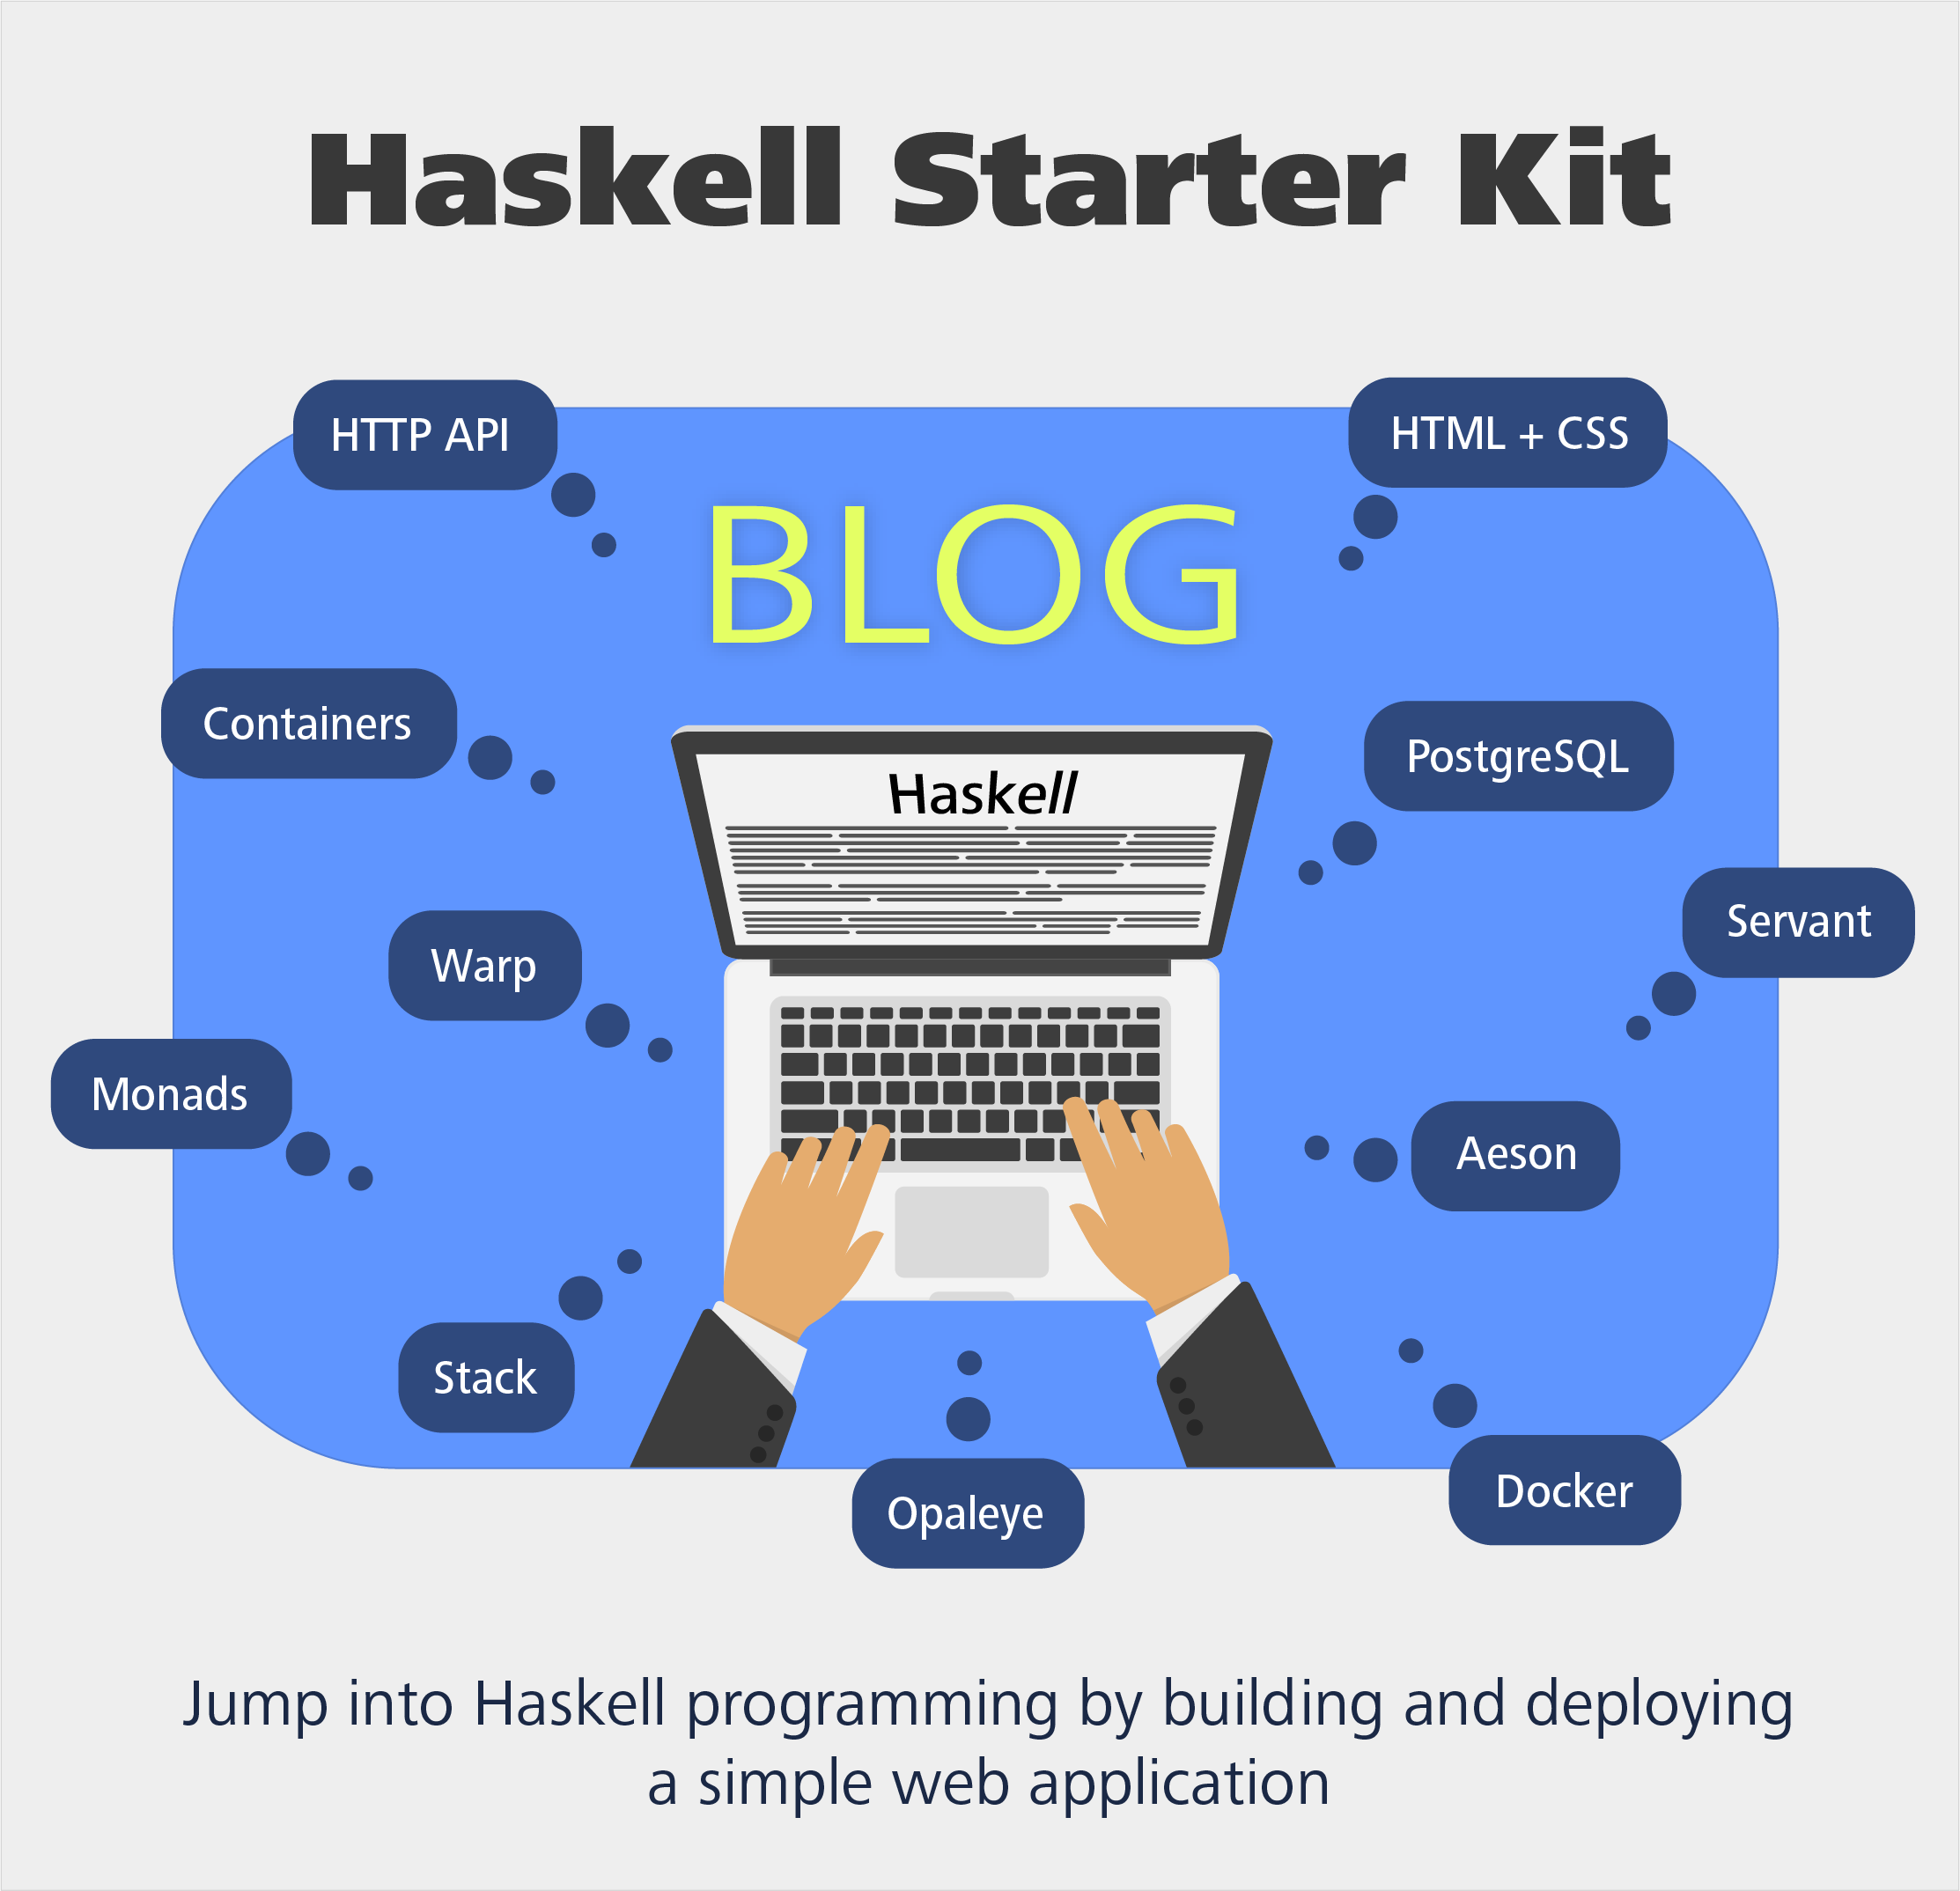 Haskell Starter Kit
HTTP API
HTML + CSS
BLOG
Containers
PostgreSQL
Haskell
Servant
Warp
Monads
Aeson
Stack
Docker
Opaleye
Jump into Haskell programming by building and deploying
a simple web application